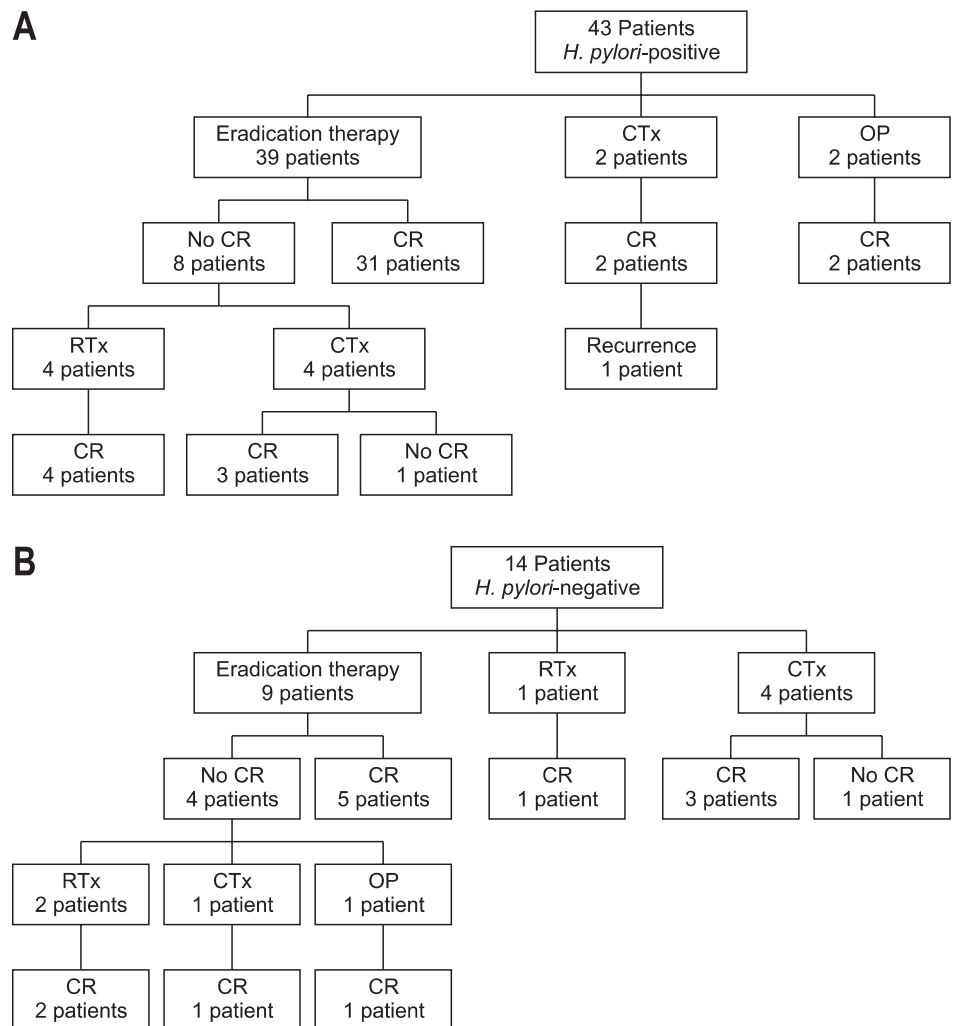 A
43 Patients
H. pylori-positive
Eradication therapy
39 patients
CTx
2 patients
OP
2 patients
No CR
8 patients
CR
31 patients
CR
2 patients
CR
2 patients
RTx
4 patients
CTx
4 patients
Recurrence
1 patient
CR
4 patients
CR
3 patients
No CR
1 patient
B
14 Patients
H. pylori-negative
Eradication therapy
9 patients
RTx
1 patient
CTx
4 patients
No CR
4 patients
CR
5 patients
CR
1 patient
CR
3 patients
No CR
1 patient
RTx
2 patients
CTx
1 patient
OP
1 patient
CR
2 patients
CR
1 patient
CR
1 patient